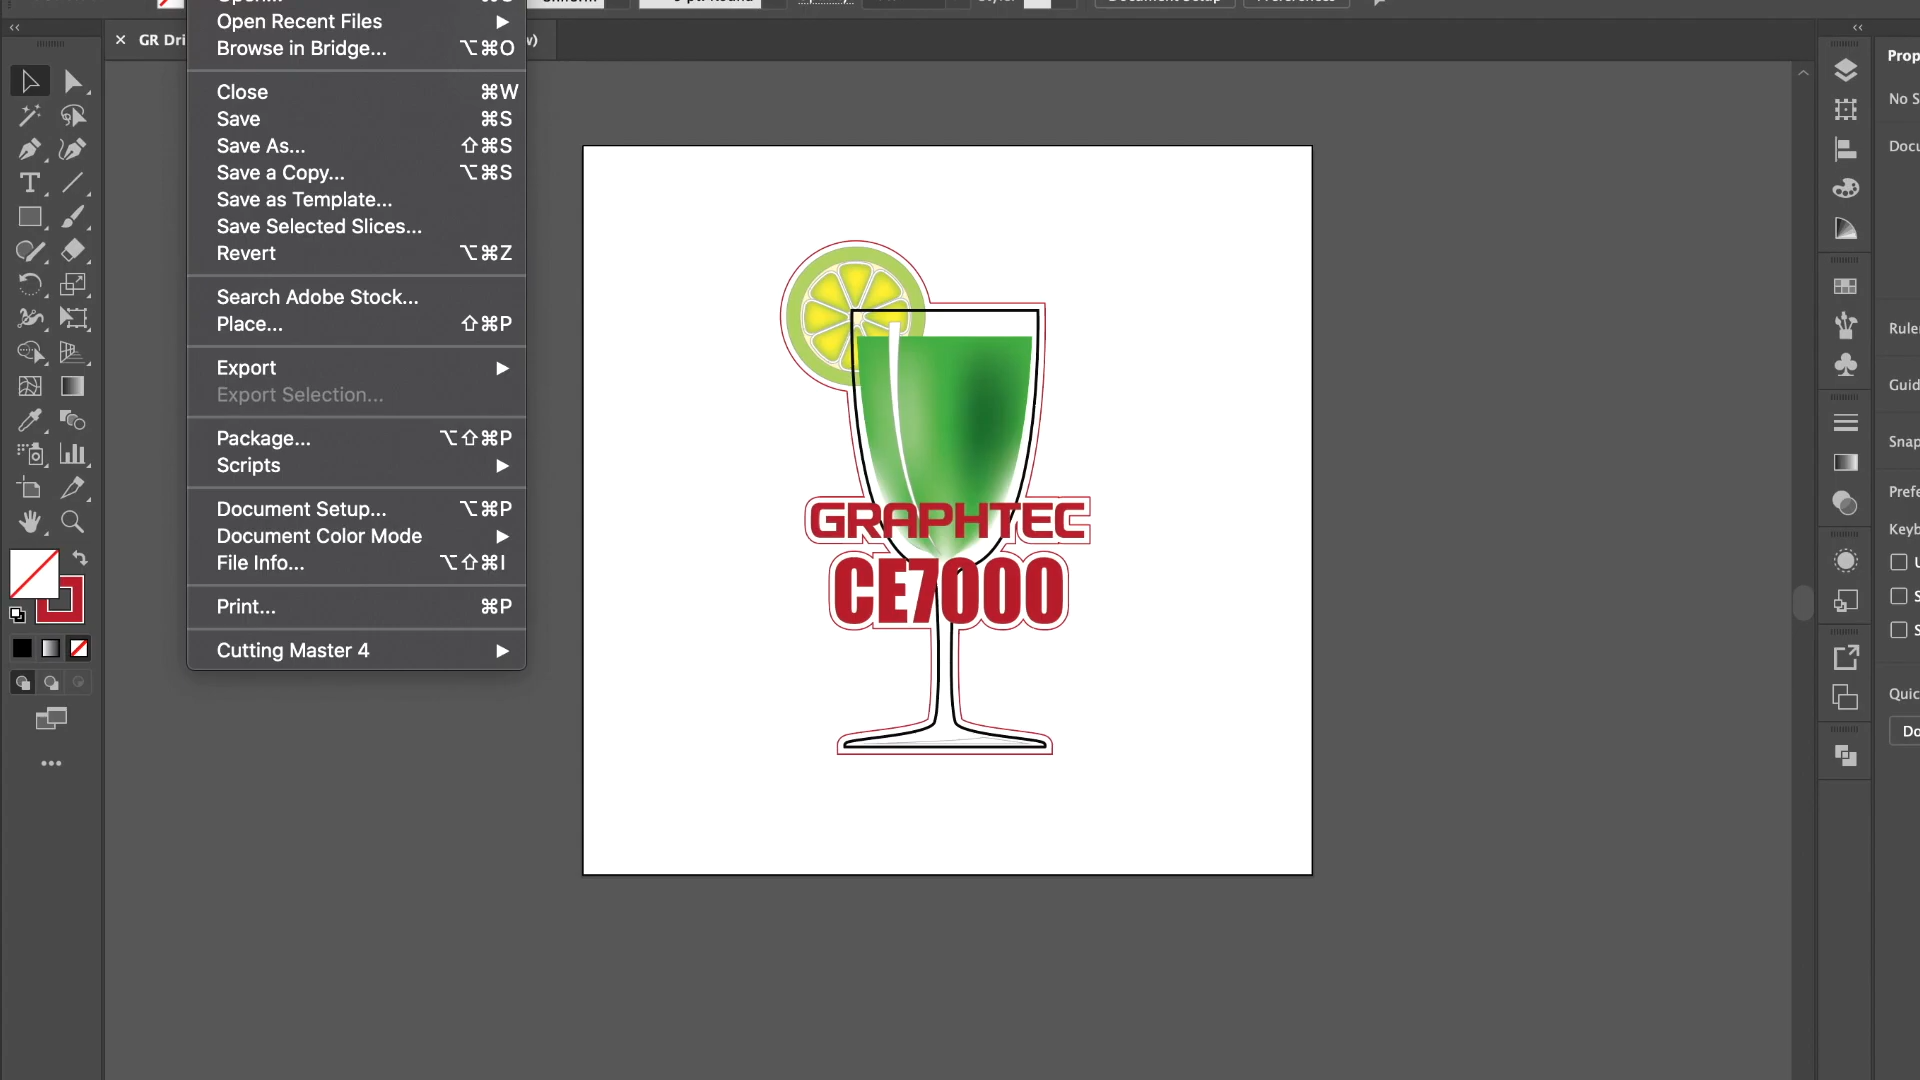 Open Recent Files
Browse in Bridge... ⌥⌘O
× GR Dri
Close ⌘W
Save ⌘S
Save As... ⇧⌘S
Save a Copy... ⌥⌘S
Save as Template...
Save Selected Slices...
Revert ⌥⌘Z
Search Adobe Stock...
Place... ⇧⌘P
Export
Export Selection...
Package... ⌥⇧⌘P
Scripts
Document Setup... ⌥⌘P
Document Color Mode
File Info... ⌥⇧⌘I
Print... ⌘P
Cutting Master 4
GRAPHTEC
CE7000
Prop
No S
Docu
Ruler
Guid
Snap
Prefe
Keyb
U
S
S
Quic
Do